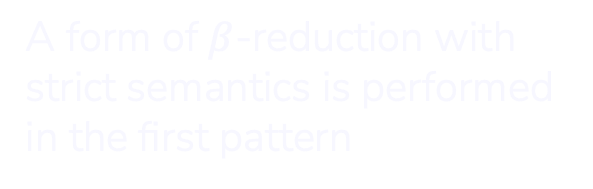 A form of β-reduction with
strict semantics is performed
in the first pattern